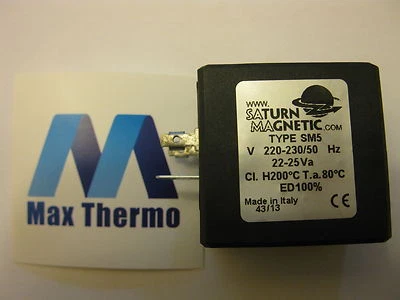 Max Thermo
WWW.
SATURN
MAGNETIC.COM
TYPE SM5
V 220-230/50 Hz
22-25Va
Cl. H200°C T.a.80°C
ED100%
Made in Italy
43/13 CE